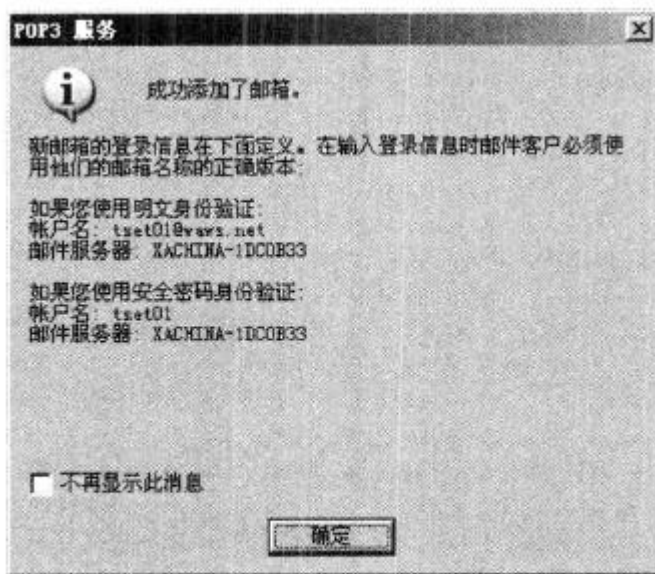 POP3 服务
成功添加了邮箱。
新邮箱的登录信息在下面定义。在输入登录信息时邮件客户必须使
用他们的邮箱名称的正确版本:
如果您使用明文身份验证:
帐户名: tset01@wavs.net
邮件服务器: XACHINA-1DC0B33
如果您使用安全密码身份验证:
帐户名: tset01
邮件服务器: XACHINA-1DC0B33
不再显示此消息
确定